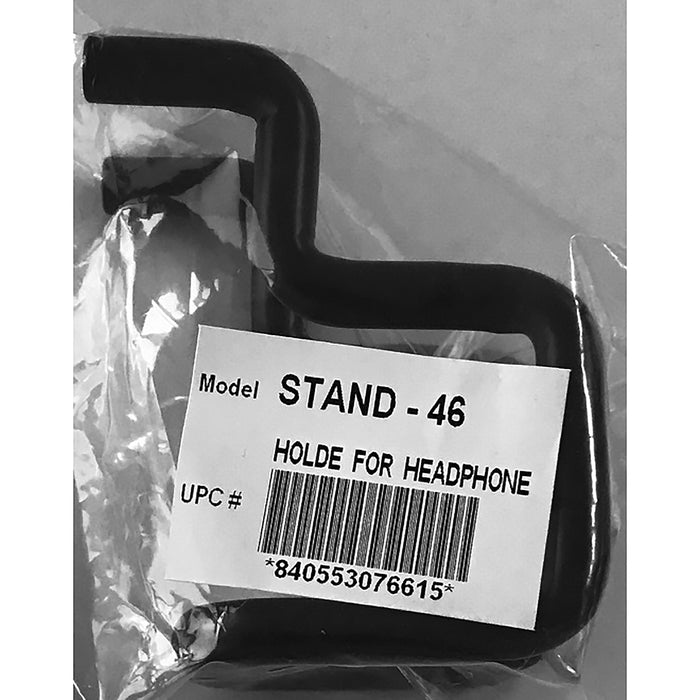 Model STAND - 46
HOLDE FOR HEADPHONE
UPC #
*840553076615*